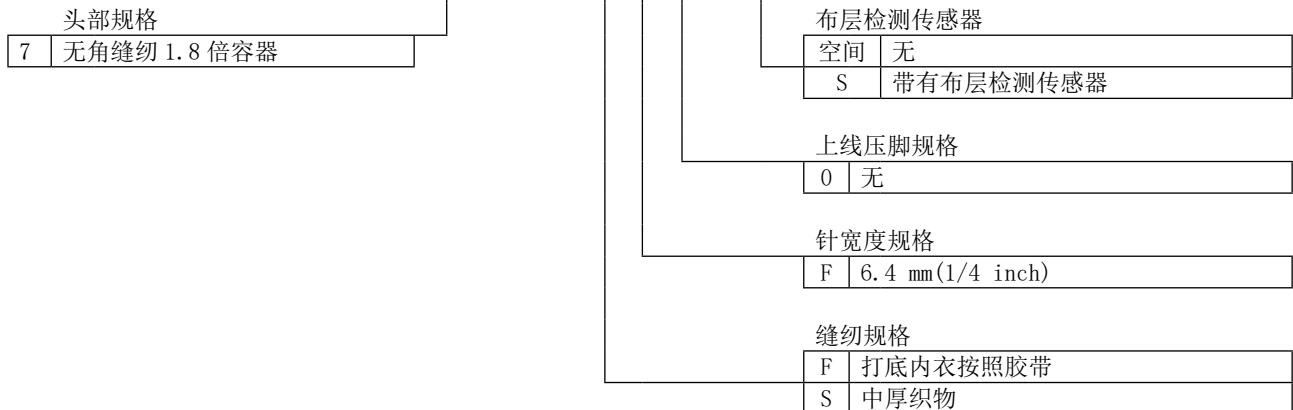 头部规格
7 无角缝纫 1.8 倍容器
布层检测传感器
空间 无
S 带有布层检测传感器
上线压脚规格
0 无
针宽度规格
F 6.4 mm(1/4 inch)
缝纫规格
F 打底内衣按照胶带
S 中厚织物